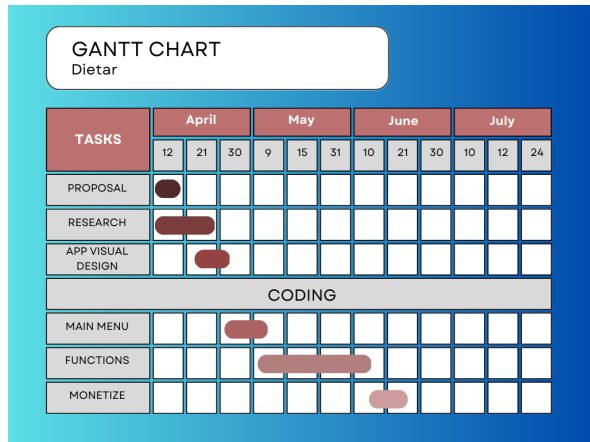 GANTT CHART
Dietar
TASKS
April May June July
12 21 30 9 15 31 10 21 30 10 12 24
PROPOSAL
RESEARCH
APP VISUAL
DESIGN
CODING
MAIN MENU
FUNCTIONS
MONETIZE